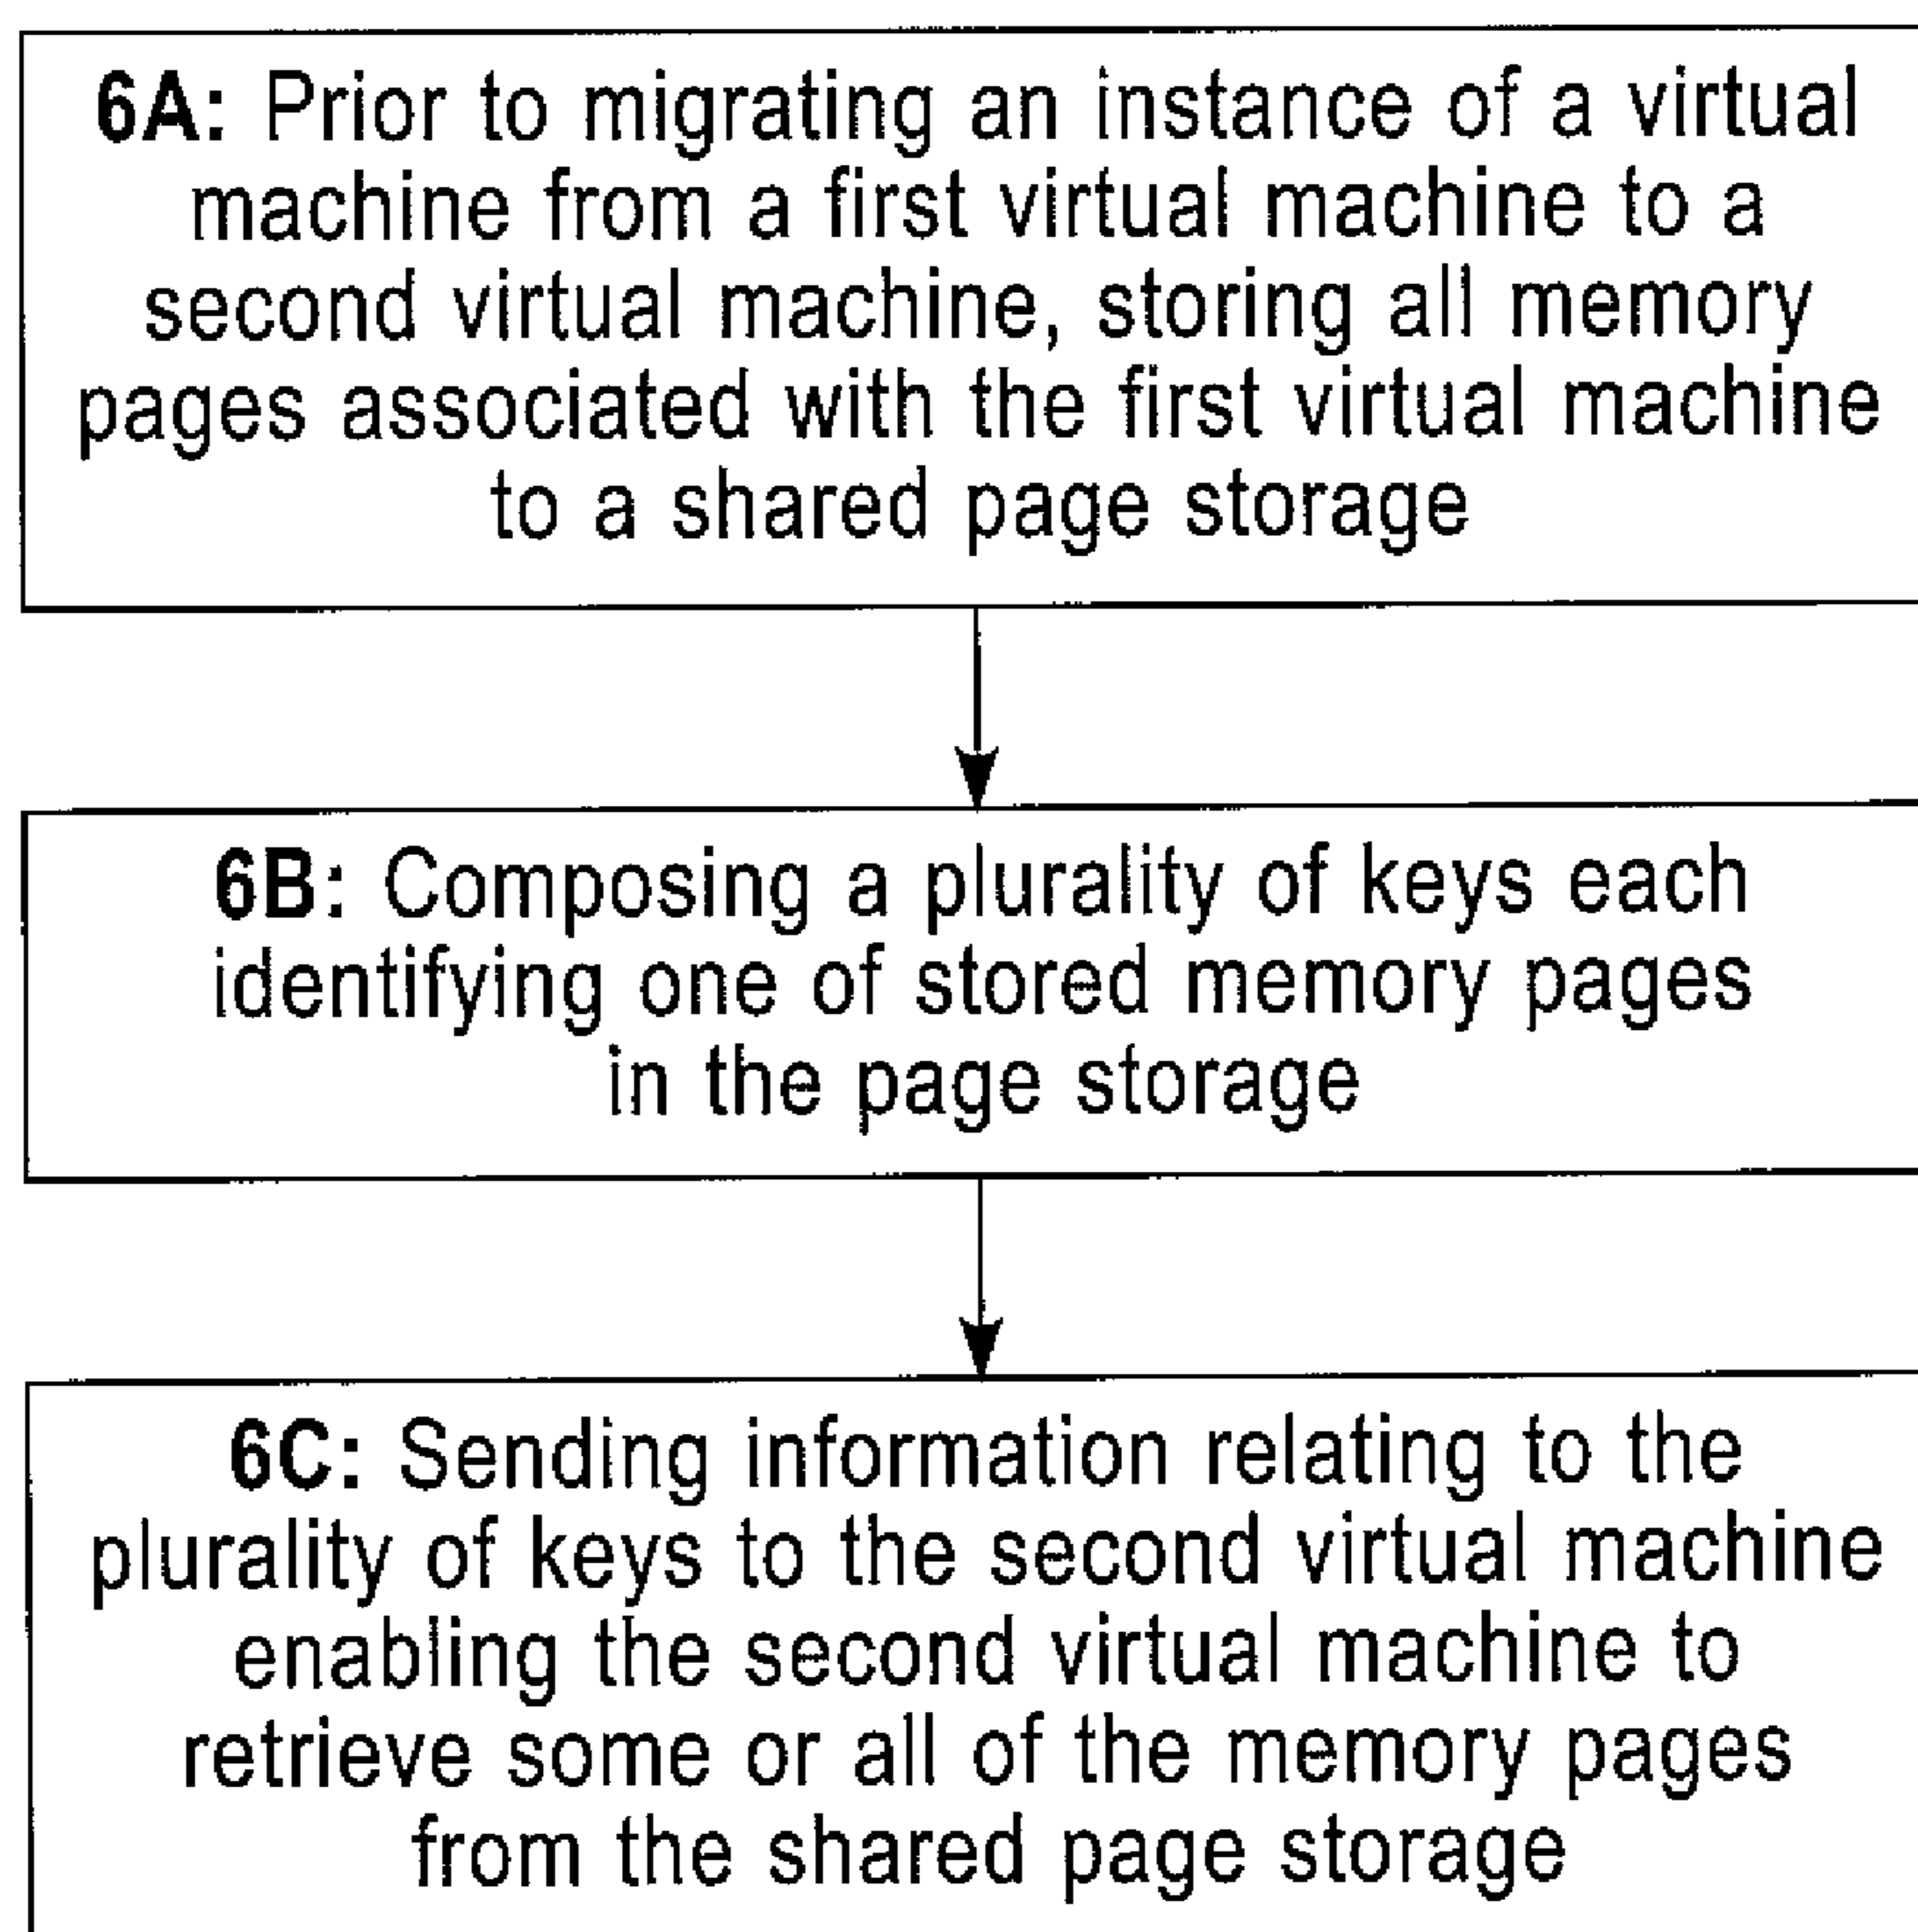 6A: Prior to migrating an instance of a virtual
machine from a first virtual machine to a
second virtual machine, storing all memory
pages associated with the first virtual machine
to a shared page storage
6B: Composing a plurality of keys each
identifying one of stored memory pages
in the page storage
6C: Sending information relating to the
plurality of keys to the second virtual machine
enabling the second virtual machine to
retrieve some or all of the memory pages
from the shared page storage